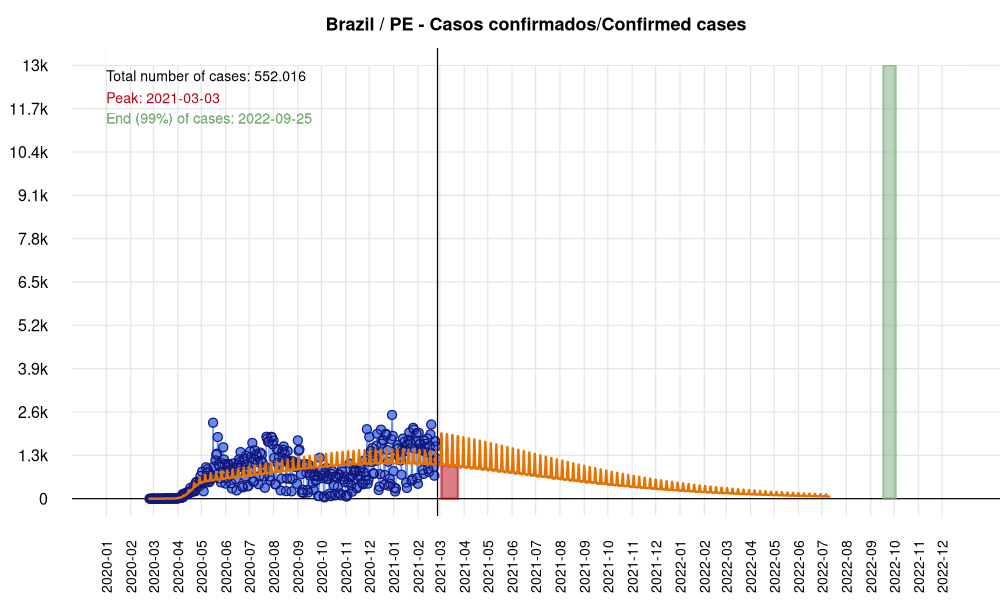 Brazil / PE - Casos confirmados/Confirmed cases
Total number of cases: 552.016
Peak: 2021-03-03
End (99%) of cases: 2022-09-25
13k
11.7k
10.4k
9.1k
7.8k
6.5k
5.2k
3.9k
2.6k
1.3k
0
2020-01
2020-02
2020-03
2020-04
2020-05
2020-06
2020-07
2020-08
2020-09
2020-10
2020-11
2020-12
2021-01
2021-02
2021-03
2021-04
2021-05
2021-06
2021-07
2021-08
2021-09
2021-10
2021-11
2021-12
2022-01
2022-02
2022-03
2022-04
2022-05
2022-06
2022-07
2022-08
2022-09
2022-10
2022-11
2022-12